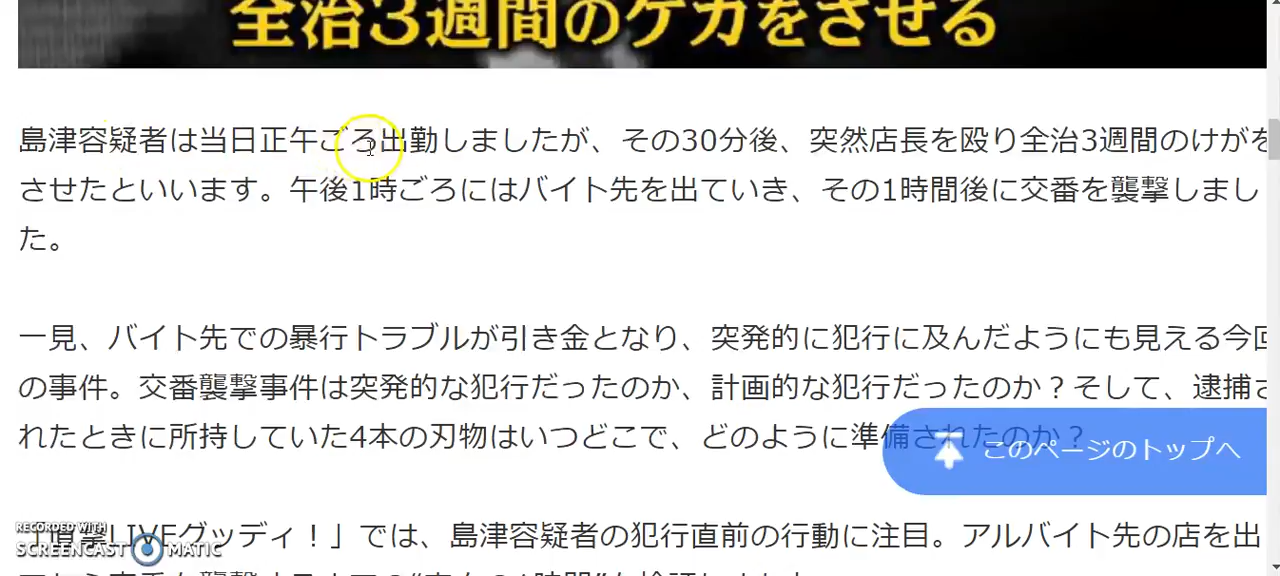 全治3週間のケガをさせる
島津容疑者は当日正午ごろ出勤しましたが、その30分後、突然店長を殴り全治3週間のけがを
させたといいます。午後1時ごろにはバイト先を出ていき、その1時間後に交番を襲撃しまし
た。
一見、バイト先での暴行トラブルが引き金となり、突発的に犯行に及んだようにも見える今回
の事件。交番襲撃事件は突発的な犯行だったのか、計画的な犯行だったのか？そして、逮捕さ
れたときに所持していた4本の刃物はいつどこで、どのように準備されたのか？
このページのトップへ
「直撃LIVEグッディ！」では、島津容疑者の犯行直前の行動に注目。アルバイト先の店を出
RECORDED WITH
SCREENCAST MATIC